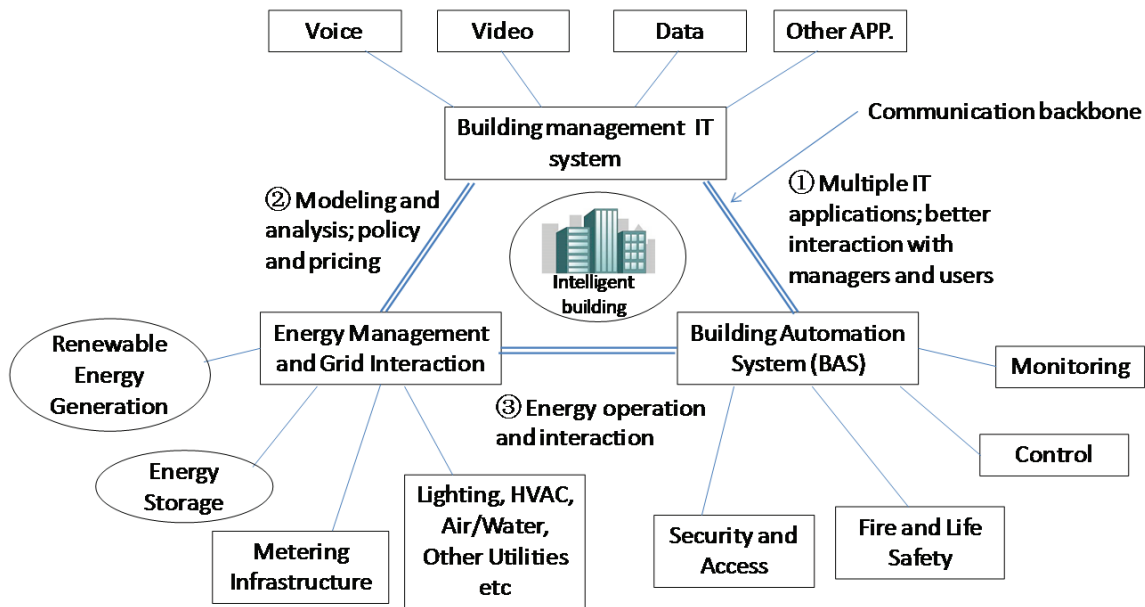 Voice
Video
Data
Other APP.
Building management IT
system
Communication backbone
② Modeling and
analysis; policy
and pricing
① Multiple IT
applications; better
interaction with
managers and users
Intelligent
building
Renewable
Energy
Generation
Energy Management
and Grid Interaction
Building Automation
System (BAS)
Monitoring
③ Energy operation
and interaction
Control
Energy
Storage
Metering
Infrastructure
Lighting, HVAC,
Air/Water,
Other Utilities
etc
Security and
Access
Fire and Life
Safety